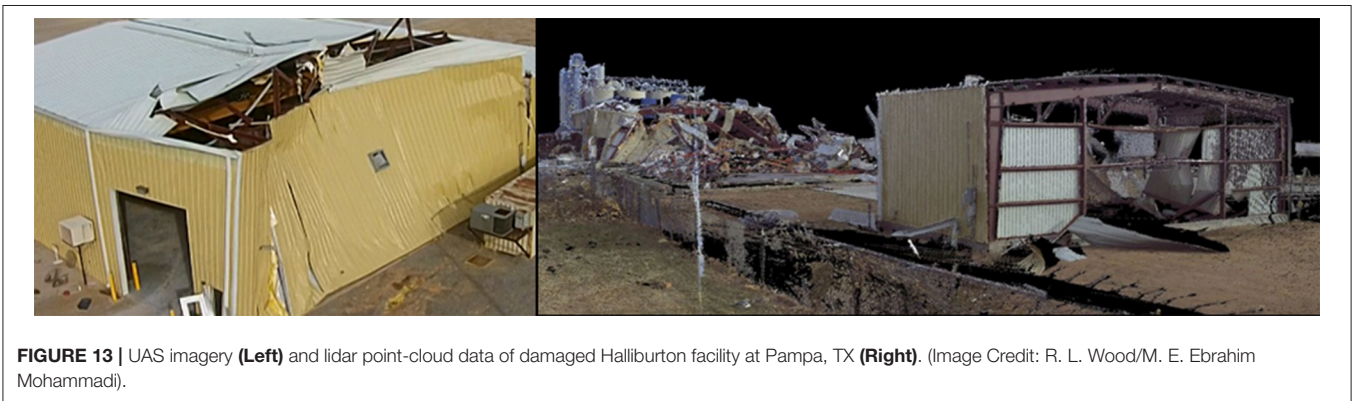 FIGURE 13 | UAS imagery (Left) and lidar point-cloud data of damaged Halliburton facility at Pampa, TX (Right). (Image Credit: R. L. Wood/M. E. Ebrahim
Mohammadi).